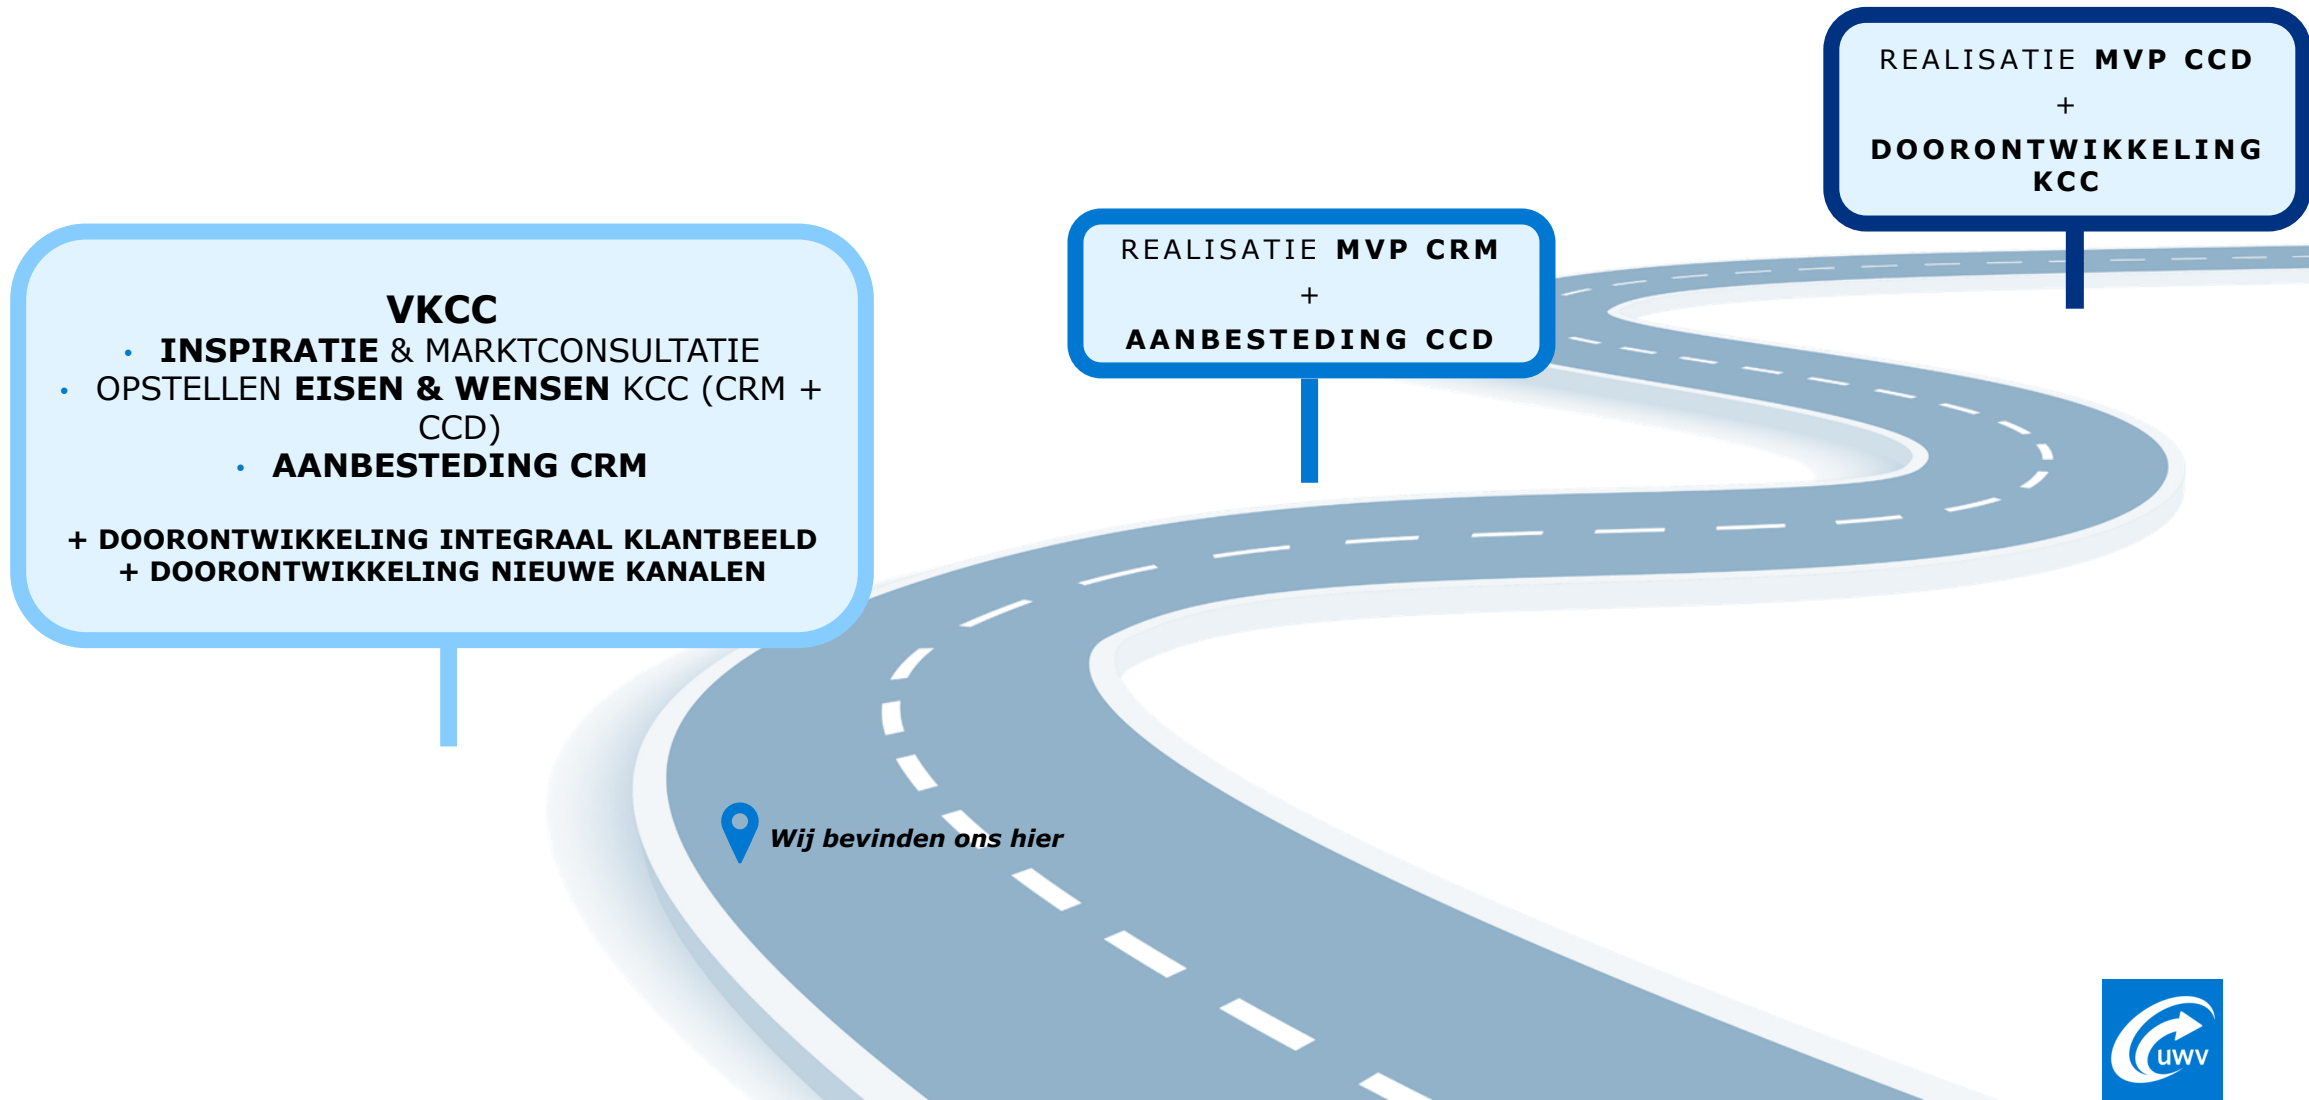 REALISATIE MVP CCD
+
DOORONTWIKKELING
KCC
REALISATIE MVP CRM
+
AANBESTEDING CCD
VKCC
• INSPIRATIE & MARKTCONSULTATIE
• OPSTELLEN EISEN & WENSEN KCC (CRM +
CCD)
• AANBESTEDING CRM
+ DOORONTWIKKELING INTEGRAAL KLANTBEELD
+ DOORONTWIKKELING NIEUWE KANALEN
Wij bevinden ons hier
UWV